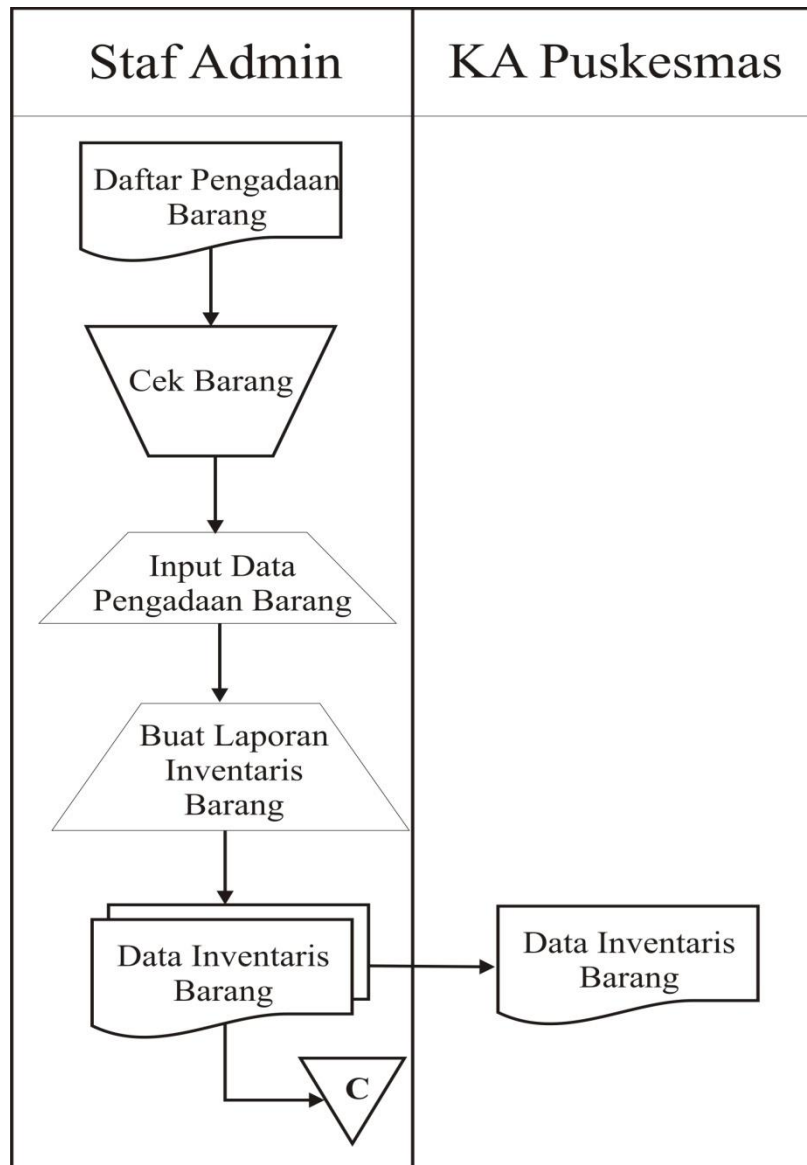 Staf Admin
KA Puskesmas
Daftar Pengadaan
Barang
Cek Barang
Input Data
Pengadaan Barang
Buat Laporan
Inventaris
Barang
Data Inventaris
Barang
Data Inventaris
Barang
C